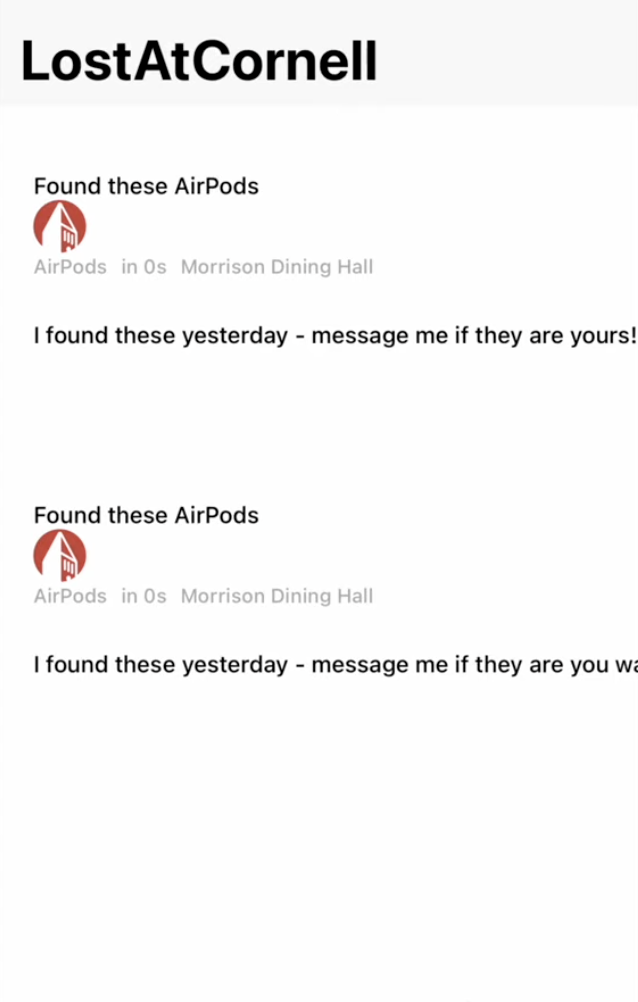 LostAtCornell
Found these AirPods
AirPods in 0s Morrison Dining Hall
I found these yesterday - message me if they are yours!
Found these AirPods
AirPods in 0s Morrison Dining Hall
I found these yesterday - message me if they are you